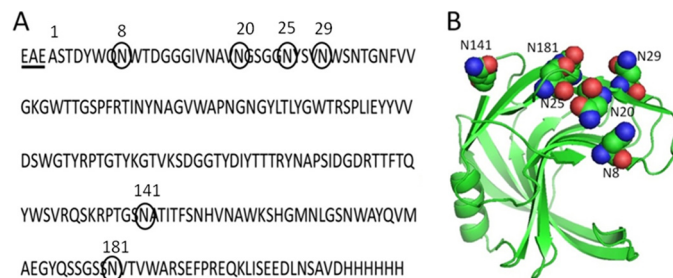 A
B
1 8 20 25 29
EAE ASTDYWQNWTDGGGIVNAVNGSGGNYSVNWSNTGNFVV
GKGWTTGSPFRTINYNAGVWAPNGNGYLTLYGWTRSPLIEYYVV
DSWGTYRPTGTYKGTVKSDGGTYDIYTTTRYNAPSIDGDRTTFTQ
141
YWSVRQSKRPTGSNATITFSNHVNAWKSHGMNLGSNWAYQVM
181
AEGYQSSGSSNVTVWARSEFPREQKLISEEDLNSAVDHHHHHH
N141 N181 N29
N25 N20
N8